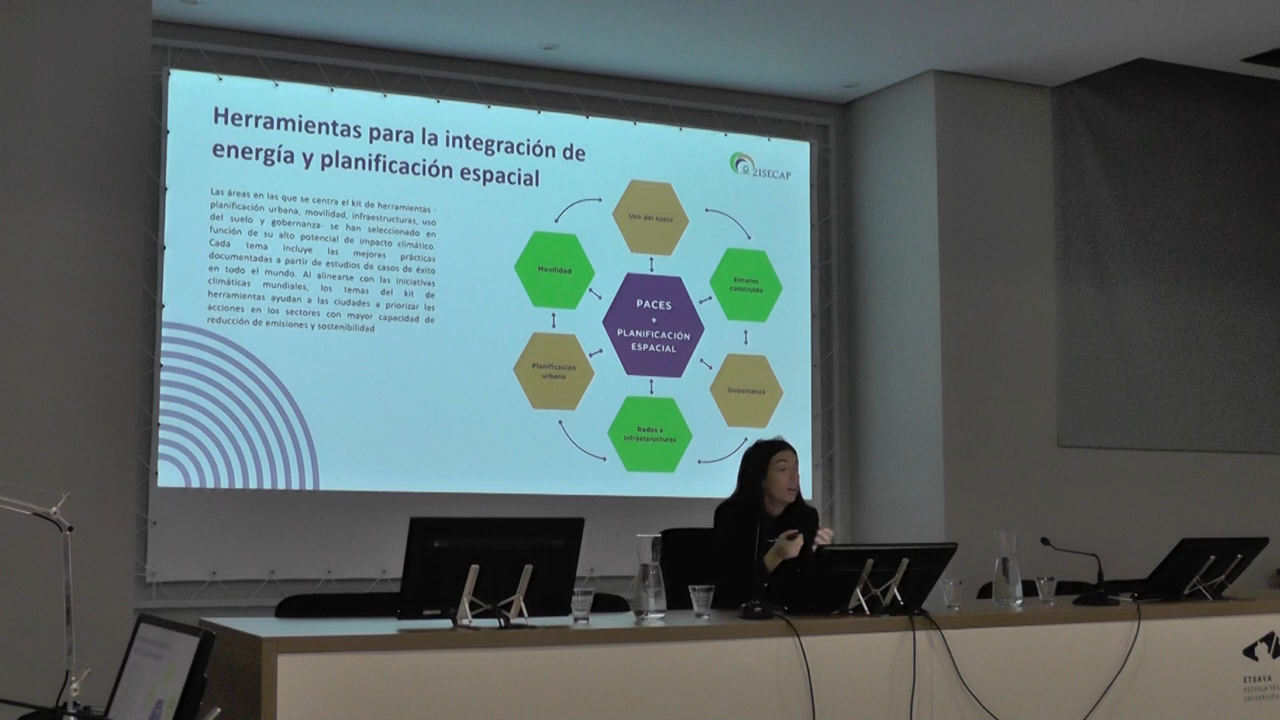 Herramientas para la integración de
energía y planificación espacial
Las áreas en las que se centra el kit de herramientas -
planificación urbana, movilidad, infraestructuras, uso
del suelo y gobernanza- se han seleccionado en
función de su alto potencial de impacto climático.
Cada tema incluye las mejores prácticas
documentadas a partir de estudios de casos de éxito
en todo el mundo. Al alinearse con las iniciativas
climáticas mundiales, los temas del kit de
herramientas ayudan a las ciudades a priorizar las
acciones en los sectores con mayor capacidad de
reducción de emisiones y sostenibilidad
2ISECAP
Uso del suelo
Movilidad
Entorno
construido
PACES
+
PLANIFICACIÓN
ESPACIAL
Planificación
urbana
Gobernanza
Redes e
infraestructuras
ETSAVA